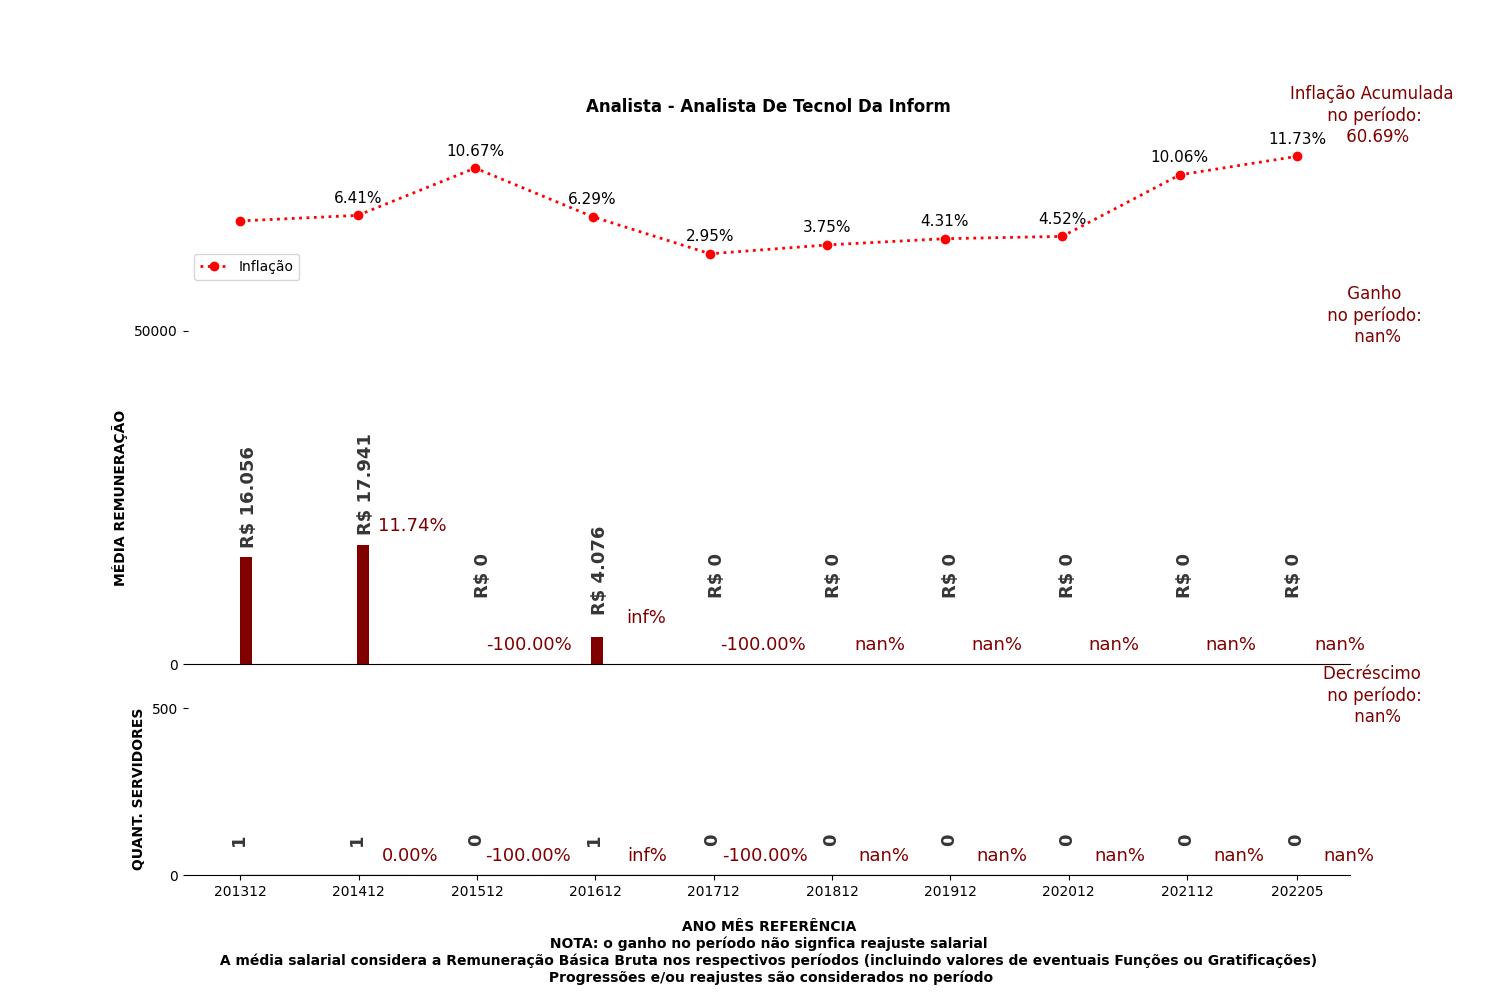 Analista - Analista De Tecnol Da Inform
Inflação Acumulada
no período:
60.69%
6.41%
10.67%
6.29%
2.95%
3.75%
4.31%
4.52%
10.06%
11.73%
Inflação
Ganho
no período:
nan%
MÉDIA REMUNERAÇÃO
50000
0
R$ 16.056
R$ 17.941
R$ 0
R$ 4.076
R$ 0
R$ 0
R$ 0
R$ 0
R$ 0
R$ 0
11.74%
-100.00%
inf%
-100.00%
nan%
nan%
nan%
nan%
nan%
Decréscimo
no período:
nan%
QUANT. SERVIDORES
500
0
1
1
0
1
0
0
0
0
0
0
0.00%
-100.00%
inf%
-100.00%
nan%
nan%
nan%
nan%
nan%
201312
201412
201512
201612
201712
201812
201912
202012
202112
202205
ANO MÊS REFERÊNCIA
NOTA: o ganho no período não signfica reajuste salarial
A média salarial considera a Remuneração Básica Bruta nos respectivos períodos (incluindo valores de eventuais Funções ou Gratificações)
Progressões e/ou reajustes são considerados no período